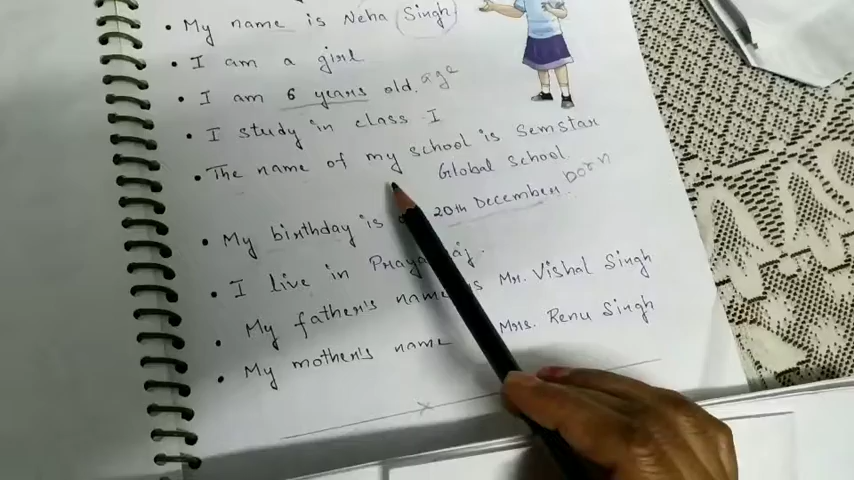 • My name is Neha Singh
• I am a girl
• I am 6 years old. age
• I study in class I
• The name of my school is Semstar
Global School.
• My birthday is 20th December born
• I live in Prayagraj.
• My father's name is Mr. Vishal Singh
• My mother's name Mrs. Renu Singh